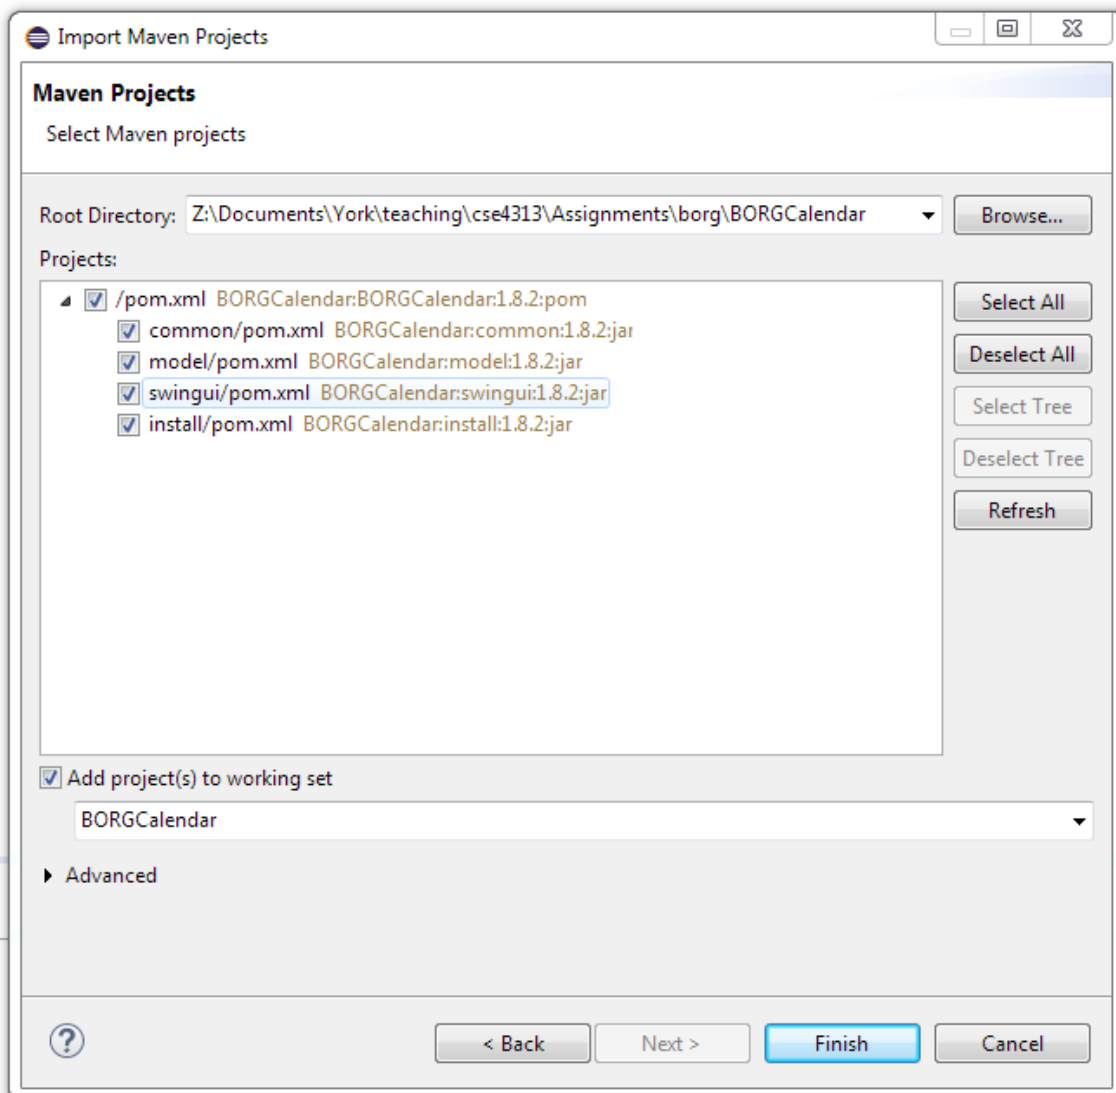 Import Maven Projects
Maven Projects
Select Maven projects
Root Directory: Z:\Documents\York\teaching\cse4313\Assignments\borg\BORGCalendar Browse...
Projects:
/pom.xml BORGCalendar:BORGCalendar:1.8.2:pom Select All
common/pom.xml BORGCalendar:common:1.8.2:jar
model/pom.xml BORGCalendar:model:1.8.2:jar Deselect All
swingui/pom.xml BORGCalendar:swingui:1.8.2:jar Select Tree
install/pom.xml BORGCalendar:install:1.8.2:jar
Deselect Tree
Refresh
Add project(s) to working set
BORGCalendar
Advanced
? < Back Next > Finish Cancel